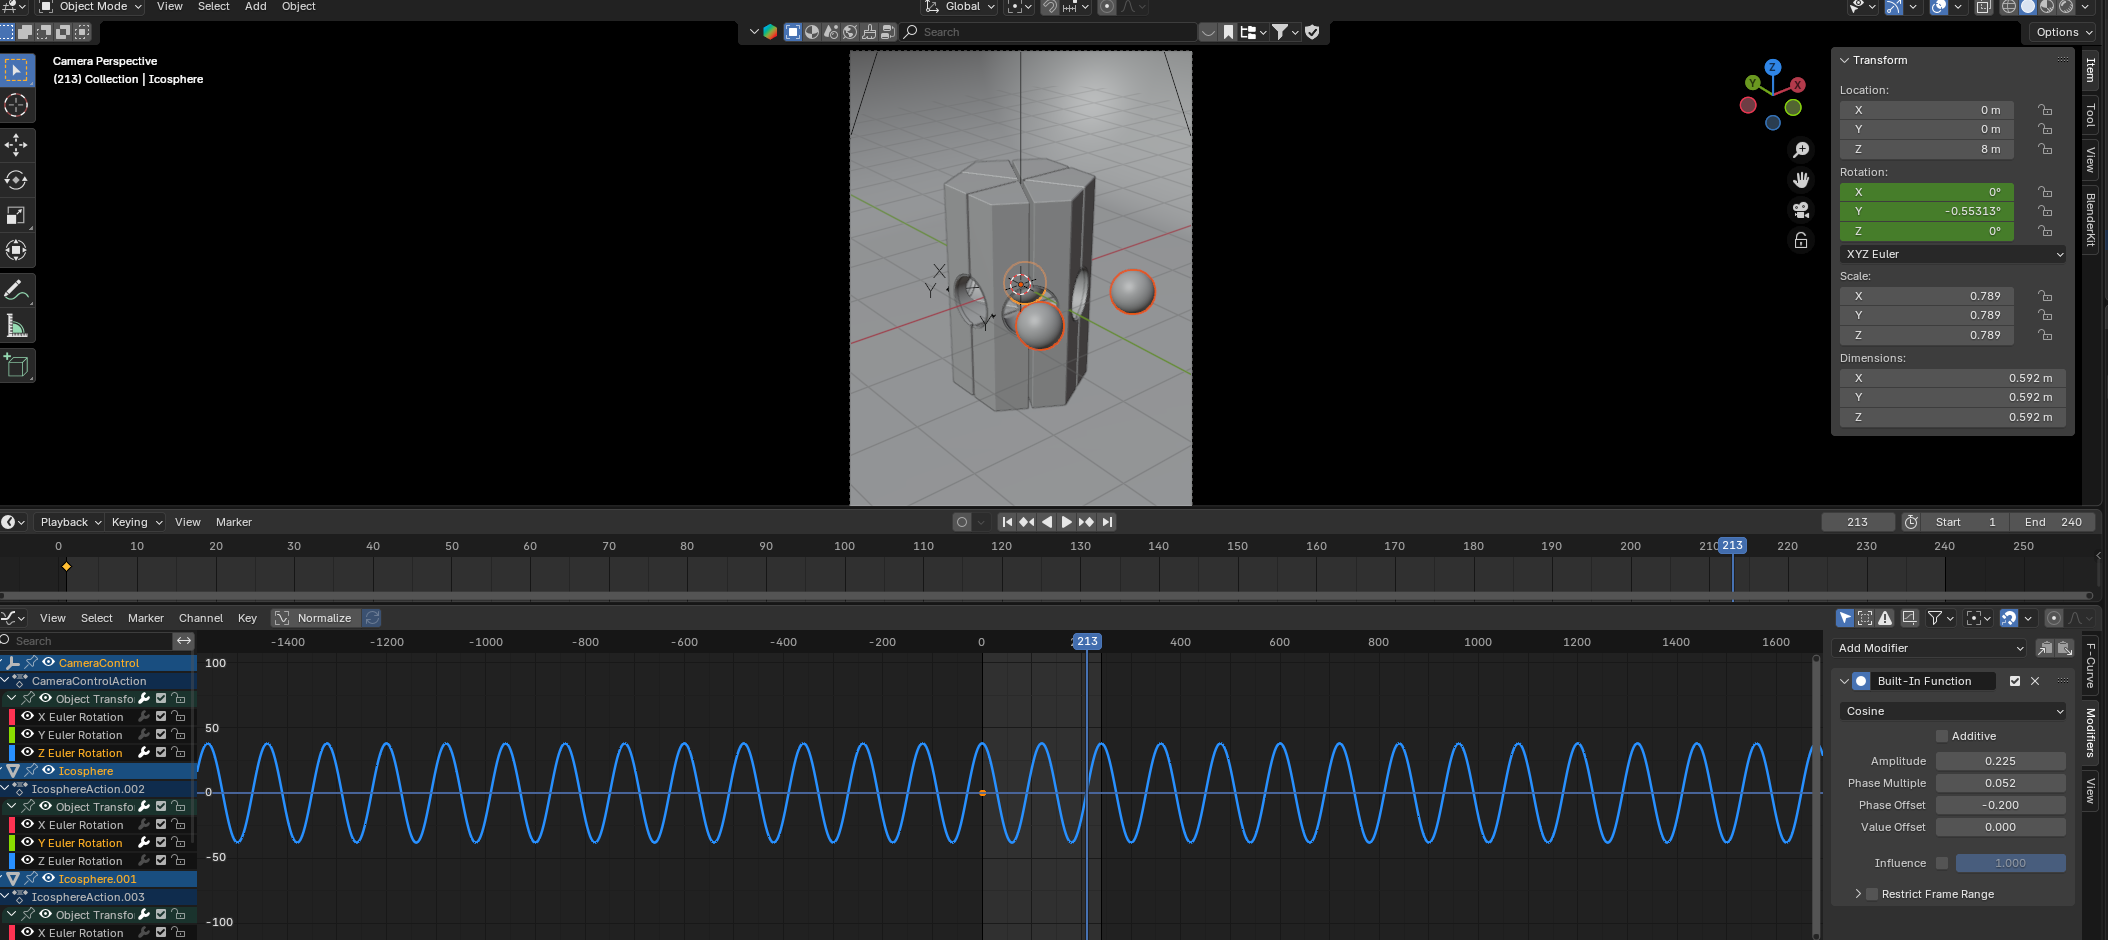 Object Mode View Select Add Object Global
Search
Options
Camera Perspective
(213) Collection | Icosphere
Z
Y
X
X
Y
Y
Transform
Location:
X 0 m
Y 0 m
Z 8 m
Rotation:
X 0°
Y -0.55313°
Z 0°
XYZ Euler
Scale:
X 0.789
Y 0.789
Z 0.789
Dimensions:
X 0.592 m
Y 0.592 m
Z 0.592 m
Item
Tool
View
BlenderKit
Playback Keying View Marker 213 Start 1 End 240
0 10 20 30 40 50 60 70 80 90 100 110 120 130 140 150 160 170 180 190 200 210 213 220 230 240 250
View Select Marker Channel Key Normalize
Search
-1400 -1200 -1000 -800 -600 -400 -200 0 213 400 600 800 1000 1200 1400 1600
100
50
0
-50
-100
CameraControl
CameraControlAction
Object Transfo
X Euler Rotation
Y Euler Rotation
Z Euler Rotation
Icosphere
IcosphereAction.002
Object Transfo
X Euler Rotation
Y Euler Rotation
Z Euler Rotation
Icosphere.001
IcosphereAction.003
Object Transfo
X Euler Rotation
Add Modifier
Built-In Function
Cosine
Additive
Amplitude 0.225
Phase Multiple 0.052
Phase Offset -0.200
Value Offset 0.000
Influence 1.000
Restrict Frame Range
F-Curve
Modifiers
View